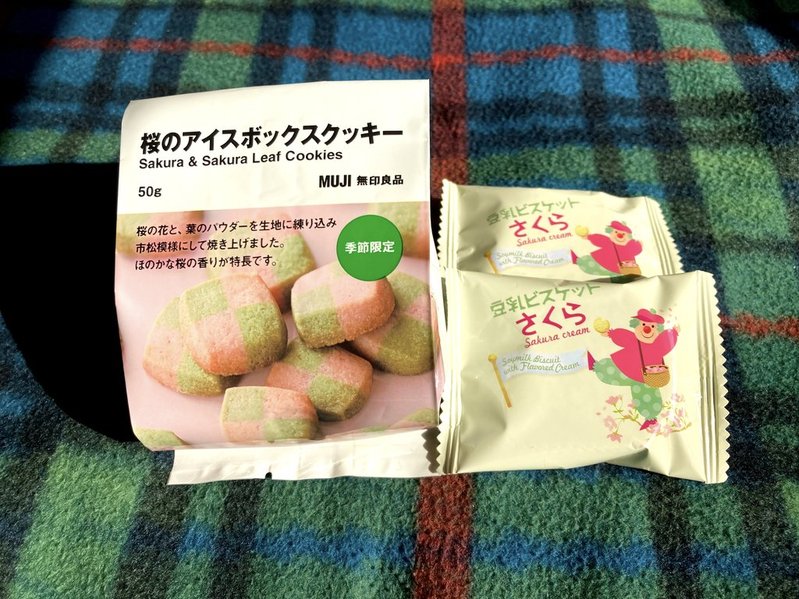 桜のアイスボックスクッキー
Sakura & Sakura Leaf Cookies
50g
MUJI 無印良品
桜の花と、葉のパウダーを生地に練り込み
市松模様にして焼き上げました。
ほのかな桜の香りが特長です。
季節限定
豆乳ビスケット
さくら
Sakura cream
Soymilk Biscuit
with Flavored Cream
豆乳ビスケット
さくら
Sakura cream
Soymilk Biscuit
with Flavored Cream